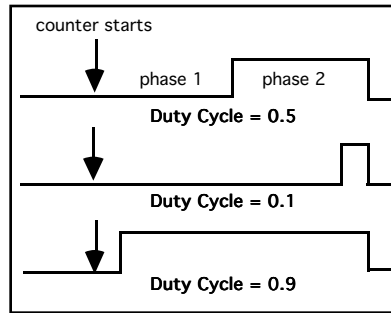 counter starts
phase 1 phase 2
Duty Cycle = 0.5
Duty Cycle = 0.1
Duty Cycle = 0.9